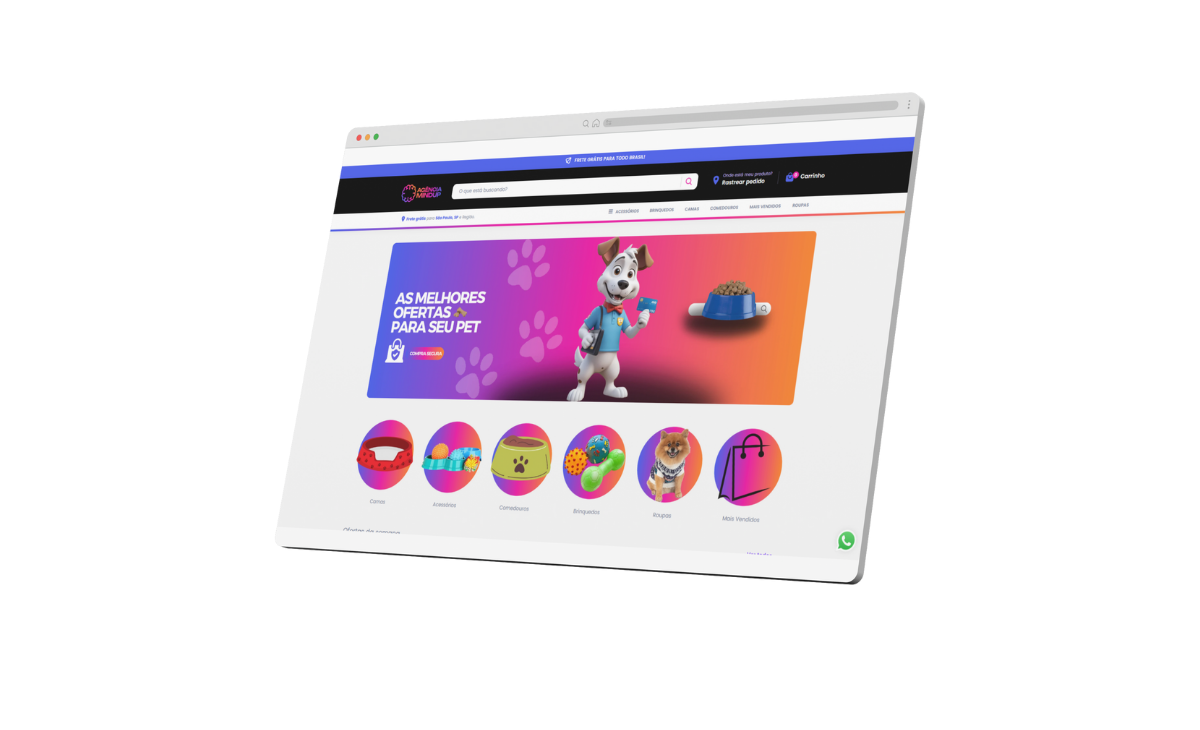 FRETE GRÁTIS PARA TODO BRASIL!
AGÊNCIA
MINDUP
O que está buscando?
Onde está meu produto?
Rastrear pedido
0
Carrinho
Frete grátis para São Paulo, SP e Região.
ACESSÓRIOS BRINQUEDOS CAMAS COMEDOUROS MAIS VENDIDOS ROUPAS
AS MELHORES
OFERTAS
PARA SEU PET
COMPRA SEGURA
Camas
Acessórios
Comedouros
Brinquedos
Roupas
Mais Vendidos